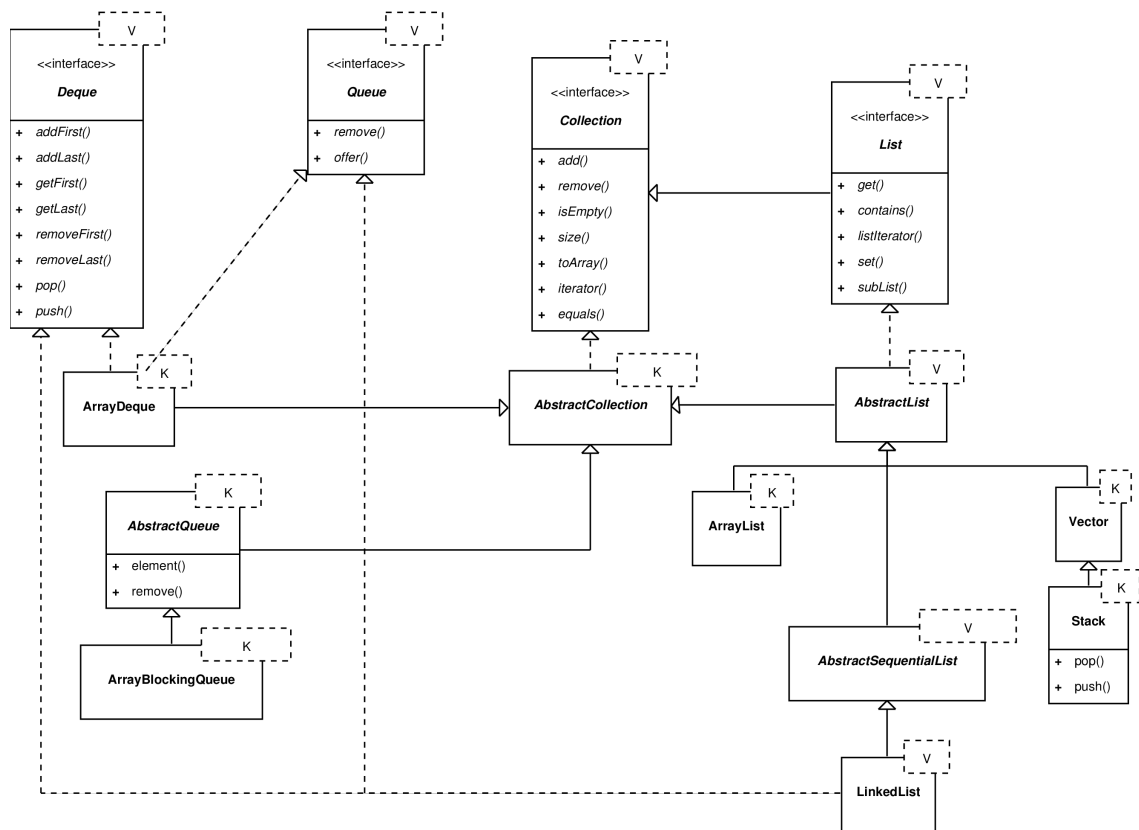 V
<<interface>>
Deque
+ addFirst()
+ addLast()
+ getFirst()
+ getLast()
+ removeFirst()
+ removeLast()
+ pop()
+ push()
V
<<interface>>
Queue
+ remove()
+ offer()
V
<<interface>>
Collection
+ add()
+ remove()
+ isEmpty()
+ size()
+ toArray()
+ iterator()
+ equals()
V
<<interface>>
List
+ get()
+ contains()
+ listIterator()
+ set()
+ subList()
K
ArrayDeque
K
AbstractCollection
V
AbstractList
K
AbstractQueue
+ element()
+ remove()
K
ArrayList
K
Vector
K
Stack
+ pop()
+ push()
K
ArrayBlockingQueue
V
AbstractSequentialList
V
LinkedList